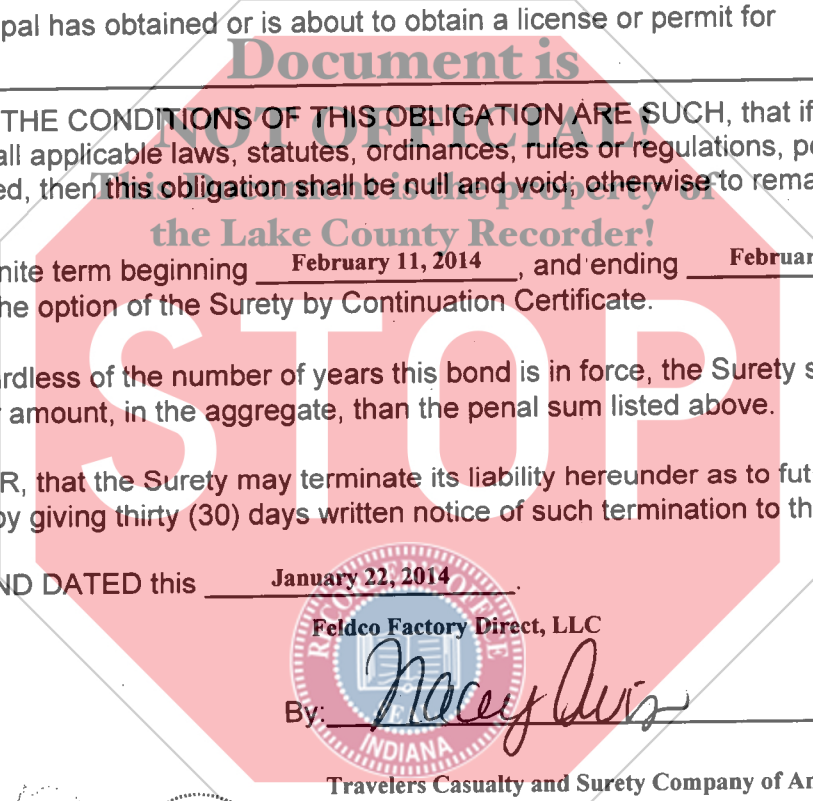 pal has obtained or is about to obtain a license or permit for
Document is
THE CONDITIONS OF THIS OBLIGATION ARE SUCH, that if
NOT OFFICIAL!
all applicable laws, statutes, ordinances, rules or regulations, pe
ed, then this obligation shall be null and void; otherwise to rema
This Document is the property of
the Lake County Recorder!
nite term beginning February 11, 2014, and ending Februar
he option of the Surety by Continuation Certificate.
STOP
rdless of the number of years this bond is in force, the Surety s
r amount, in the aggregate, than the penal sum listed above.
R, that the Surety may terminate its liability hereunder as to fut
by giving thirty (30) days written notice of such termination to th
ND DATED this January 22, 2014.
Feldco Factory Direct, LLC
RECORDER'S OFFICE
SEAL
INDIANA
By:
Travelers Casualty and Surety Company of Am